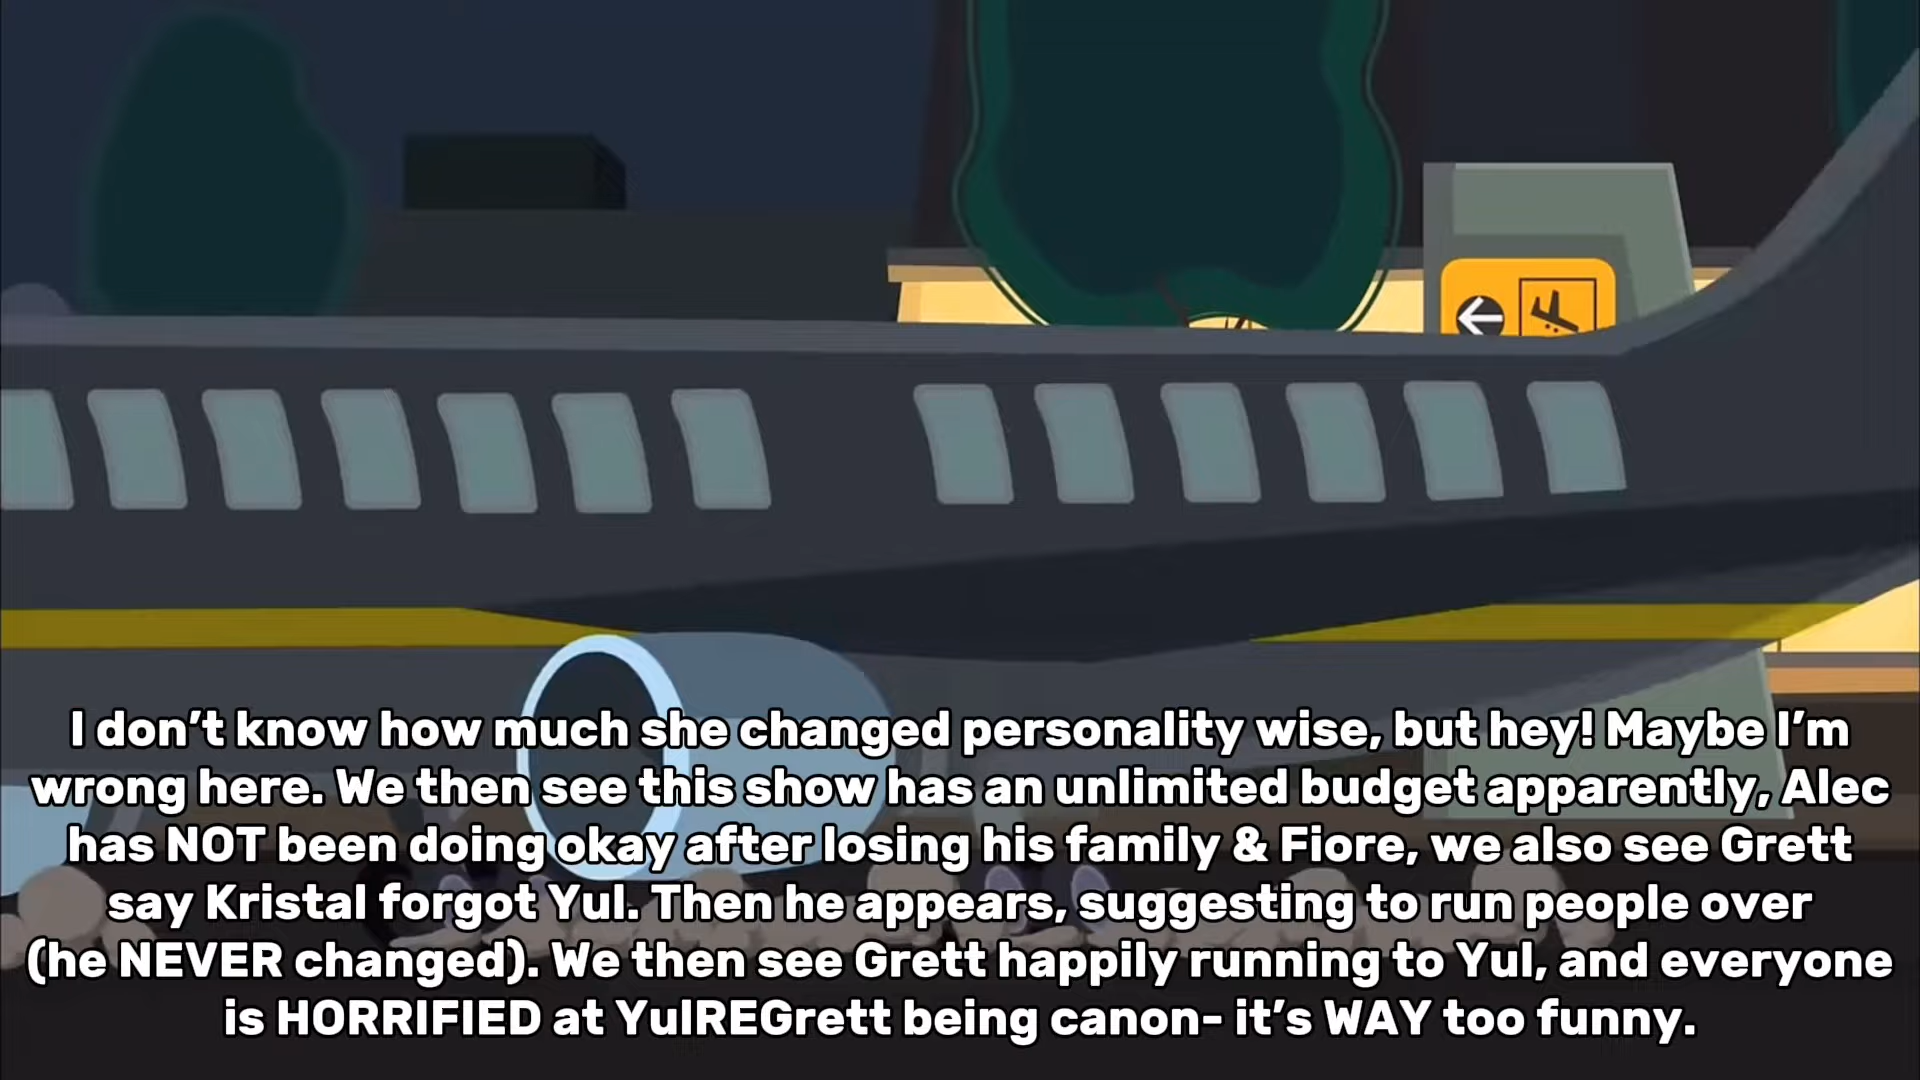 I don't know how much she changed personality wise, but hey! Maybe I'm
wrong here. We then see this show has an unlimited budget apparently, Alec
has NOT been doing okay after losing his family & Fiore, we also see Grett
say Kristal forgot Yul. Then he appears, suggesting to run people over
(he NEVER changed). We then see Grett happily running to Yul, and everyone
is HORRIFIED at YulREGrett being canon- it's WAY too funny.